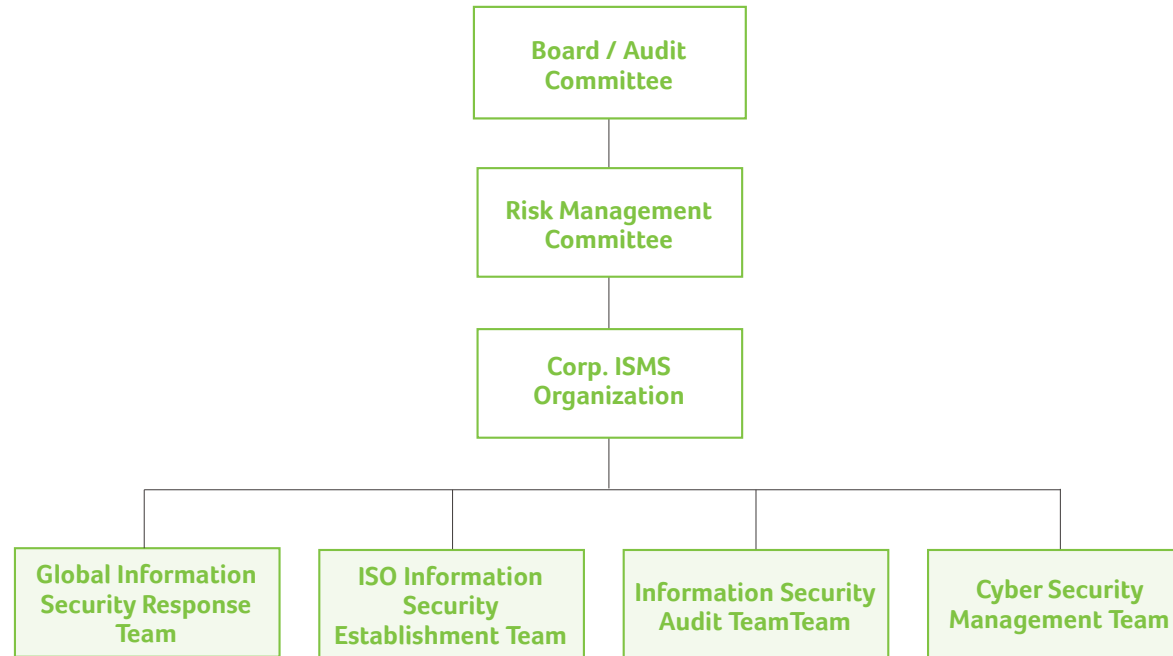 Board / Audit
Committee
Risk Management
Committee
Corp. ISMS
Organization
Global Information
Security Response
Team
ISO Information
Security
Establishment Team
Information Security
Audit TeamTeam
Cyber Security
Management Team